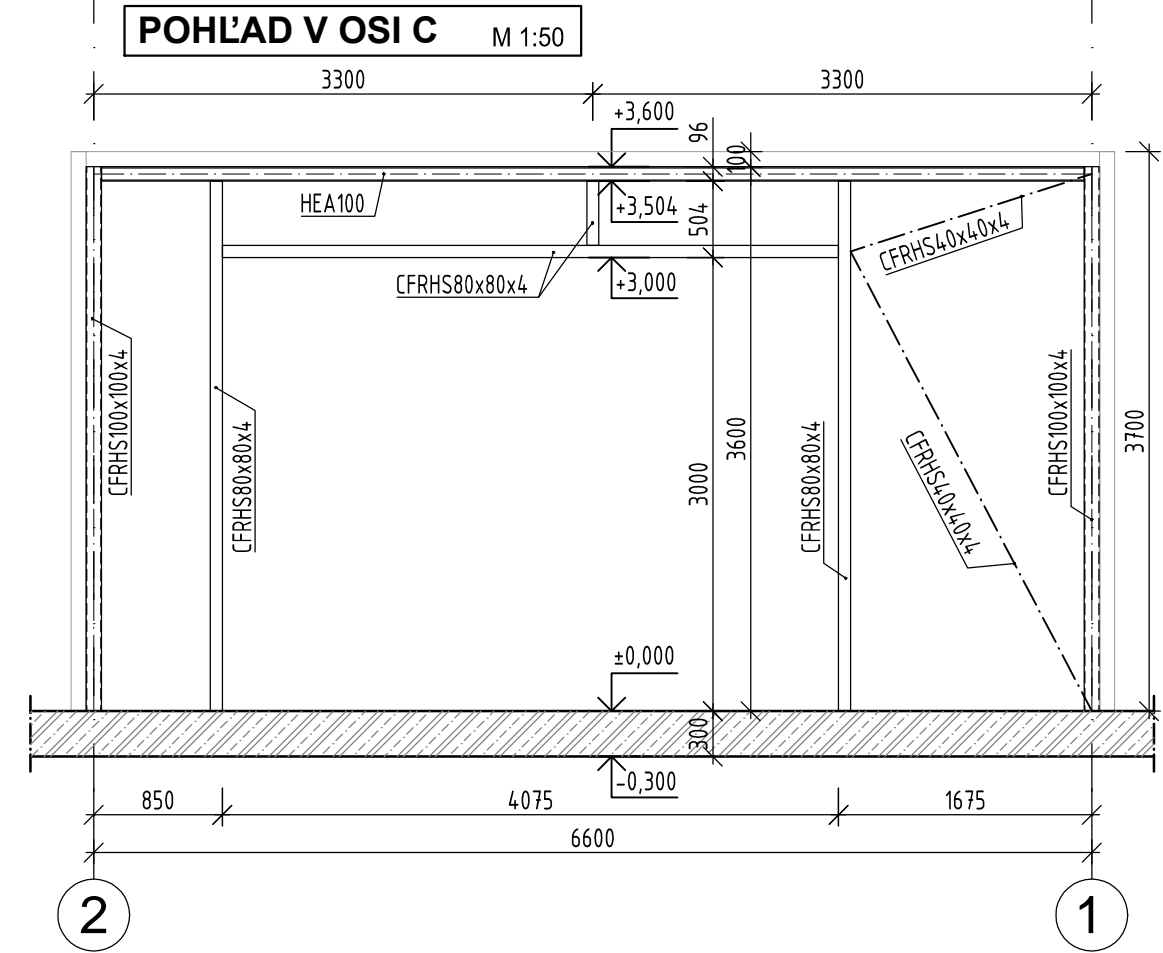 POHĽAD V OSI C M 1:50
3300
3300
+3,600
96
100
HEA100
+3,504
504
CFRHS40x40x4
CFRHS80x80x4
+3,000
CFRHS100x100x4
CFRHS80x80x4
3000
3600
CFRHS80x80x4
CFRHS40x40x4
CFRHS100x100x4
3700
±0,000
300
-0,300
850
4075
1675
6600
2
1